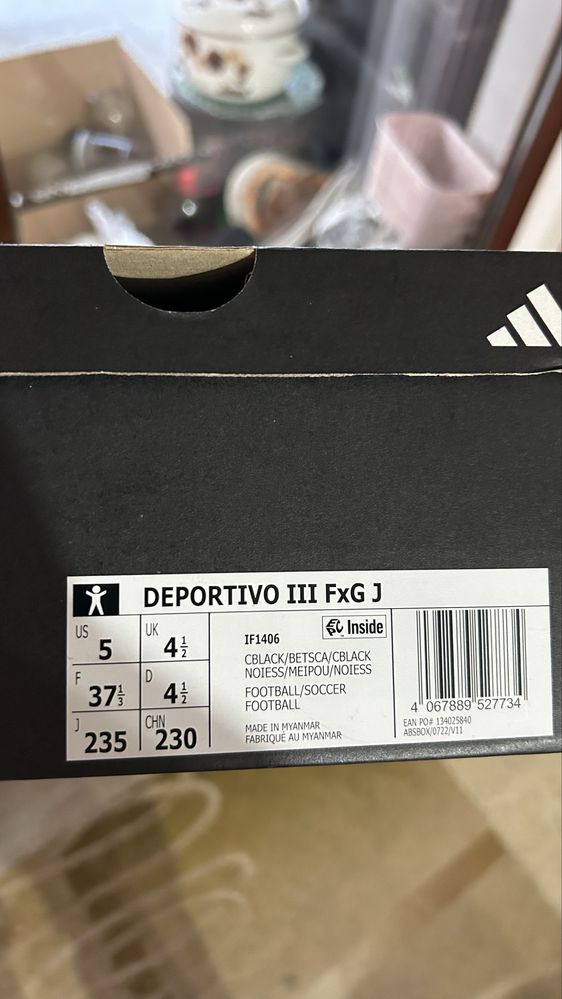 DEPORTIVO III FxG J
US 5 UK 4½
F 37⅓ D 4½
J 235 CHN 230
IF1406
Inside
CBLACK/BETSCA/CBLACK
NOIESS/MEIPOU/NOIESS
FOOTBALL/SOCCER
FOOTBALL
MADE IN MYANMAR
FABRIQUÉ AU MYANMAR
4 067889 527734
EAN PO# 134025840
ABSBOX/0722/V11